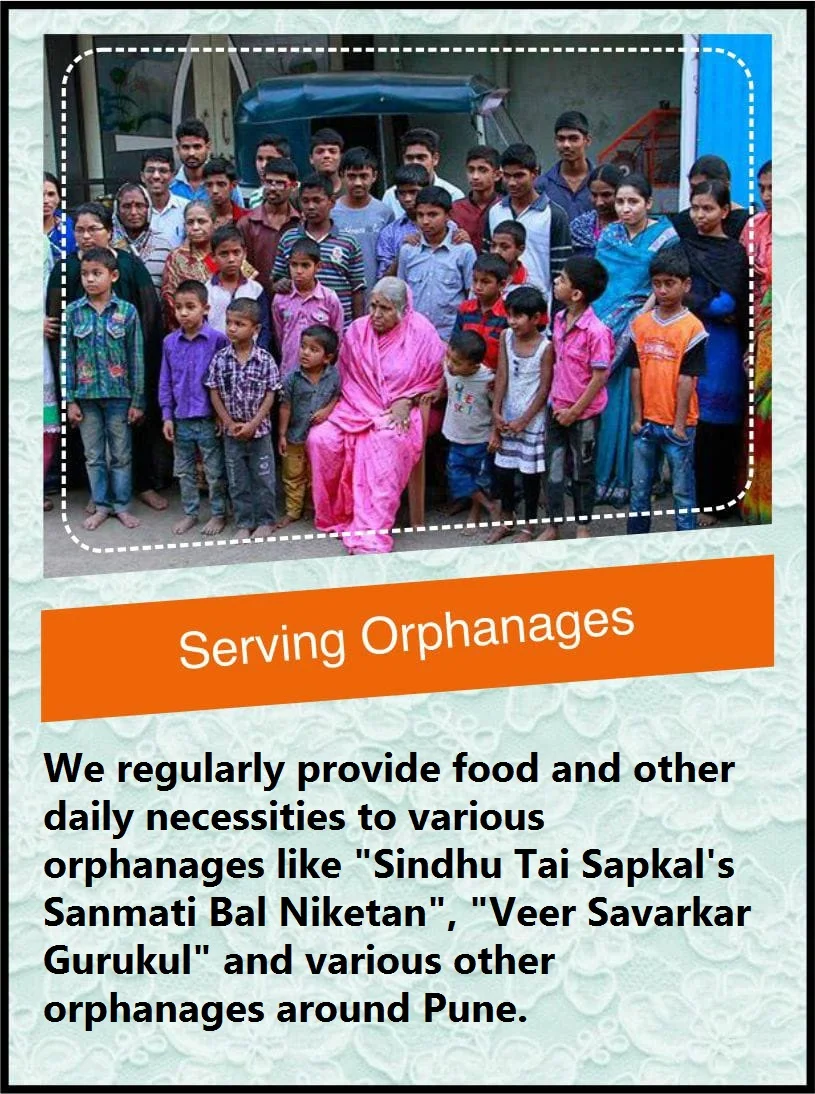 Serving Orphanages
We regularly provide food and other
daily necessities to various
orphanages like "Sindhu Tai Sapkal's
Sanmati Bal Niketan", "Veer Savarkar
Gurukul" and various other
orphanages around Pune.